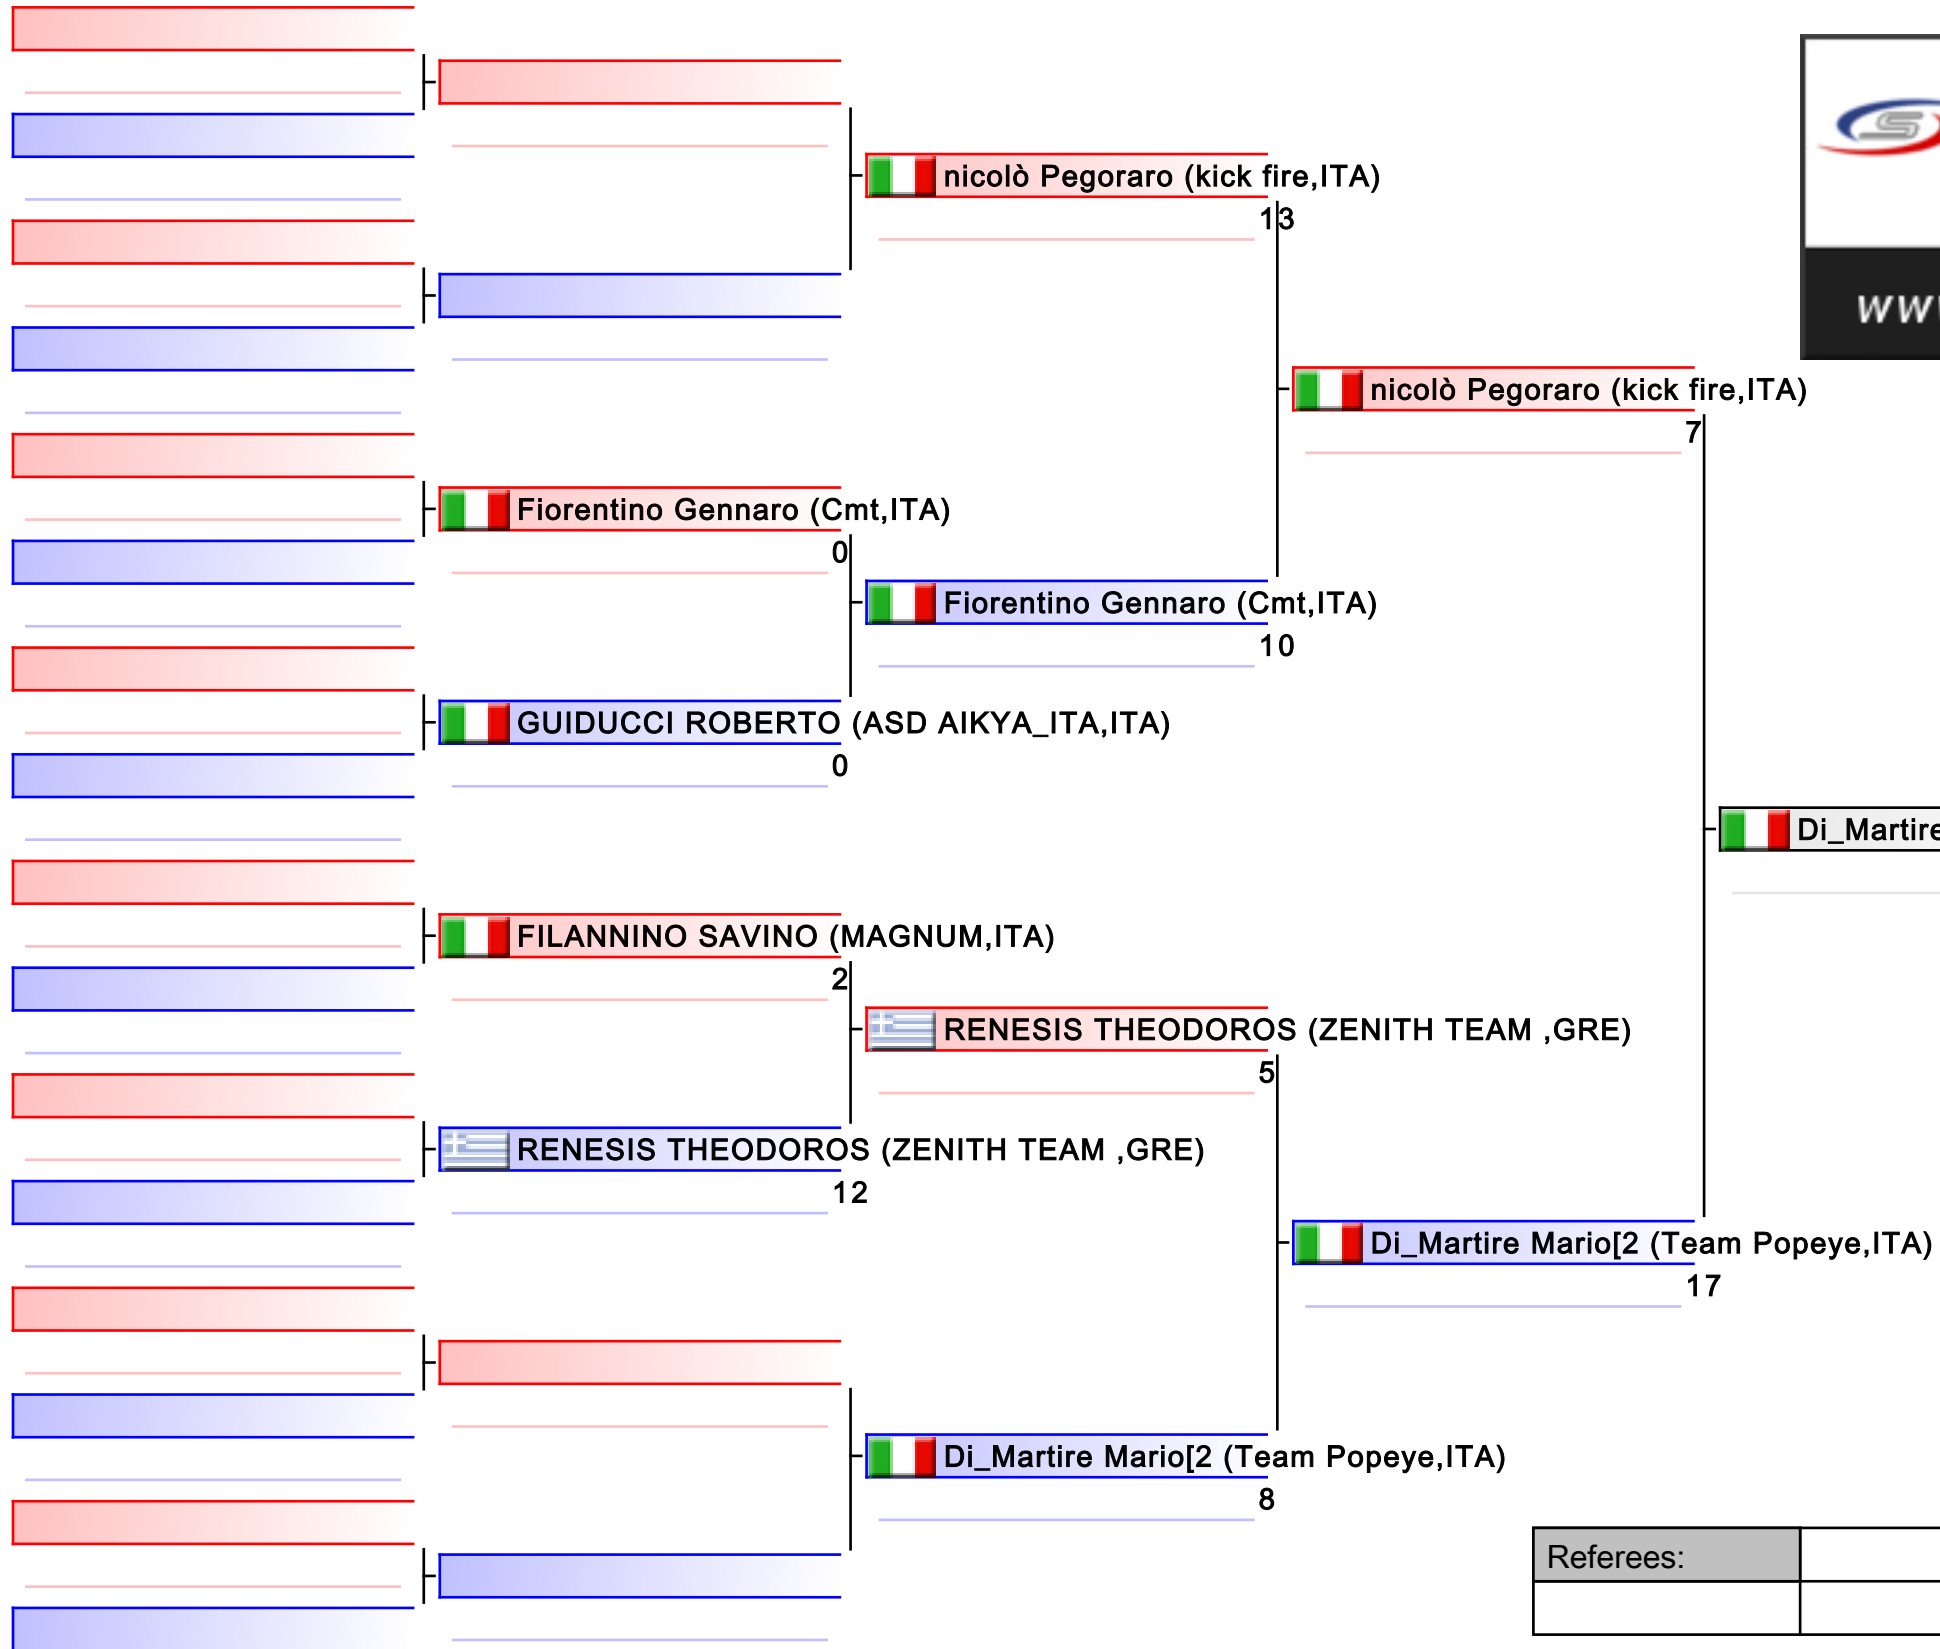 nicolò Pegoraro (kick fire,ITA)
13
nicolò Pegoraro (kick fire,ITA)
7
Fiorentino Gennaro (Cmt,ITA)
0
Fiorentino Gennaro (Cmt,ITA)
10
GUIDUCCI ROBERTO (ASD AIKYA_ITA,ITA)
0
Di_Martire
FILANNINO SAVINO (MAGNUM,ITA)
2
RENESIS THEODOROS (ZENITH TEAM ,GRE)
5
RENESIS THEODOROS (ZENITH TEAM ,GRE)
12
Di_Martire Mario[2 (Team Popeye,ITA)
17
Di_Martire Mario[2 (Team Popeye,ITA)
8
Referees: